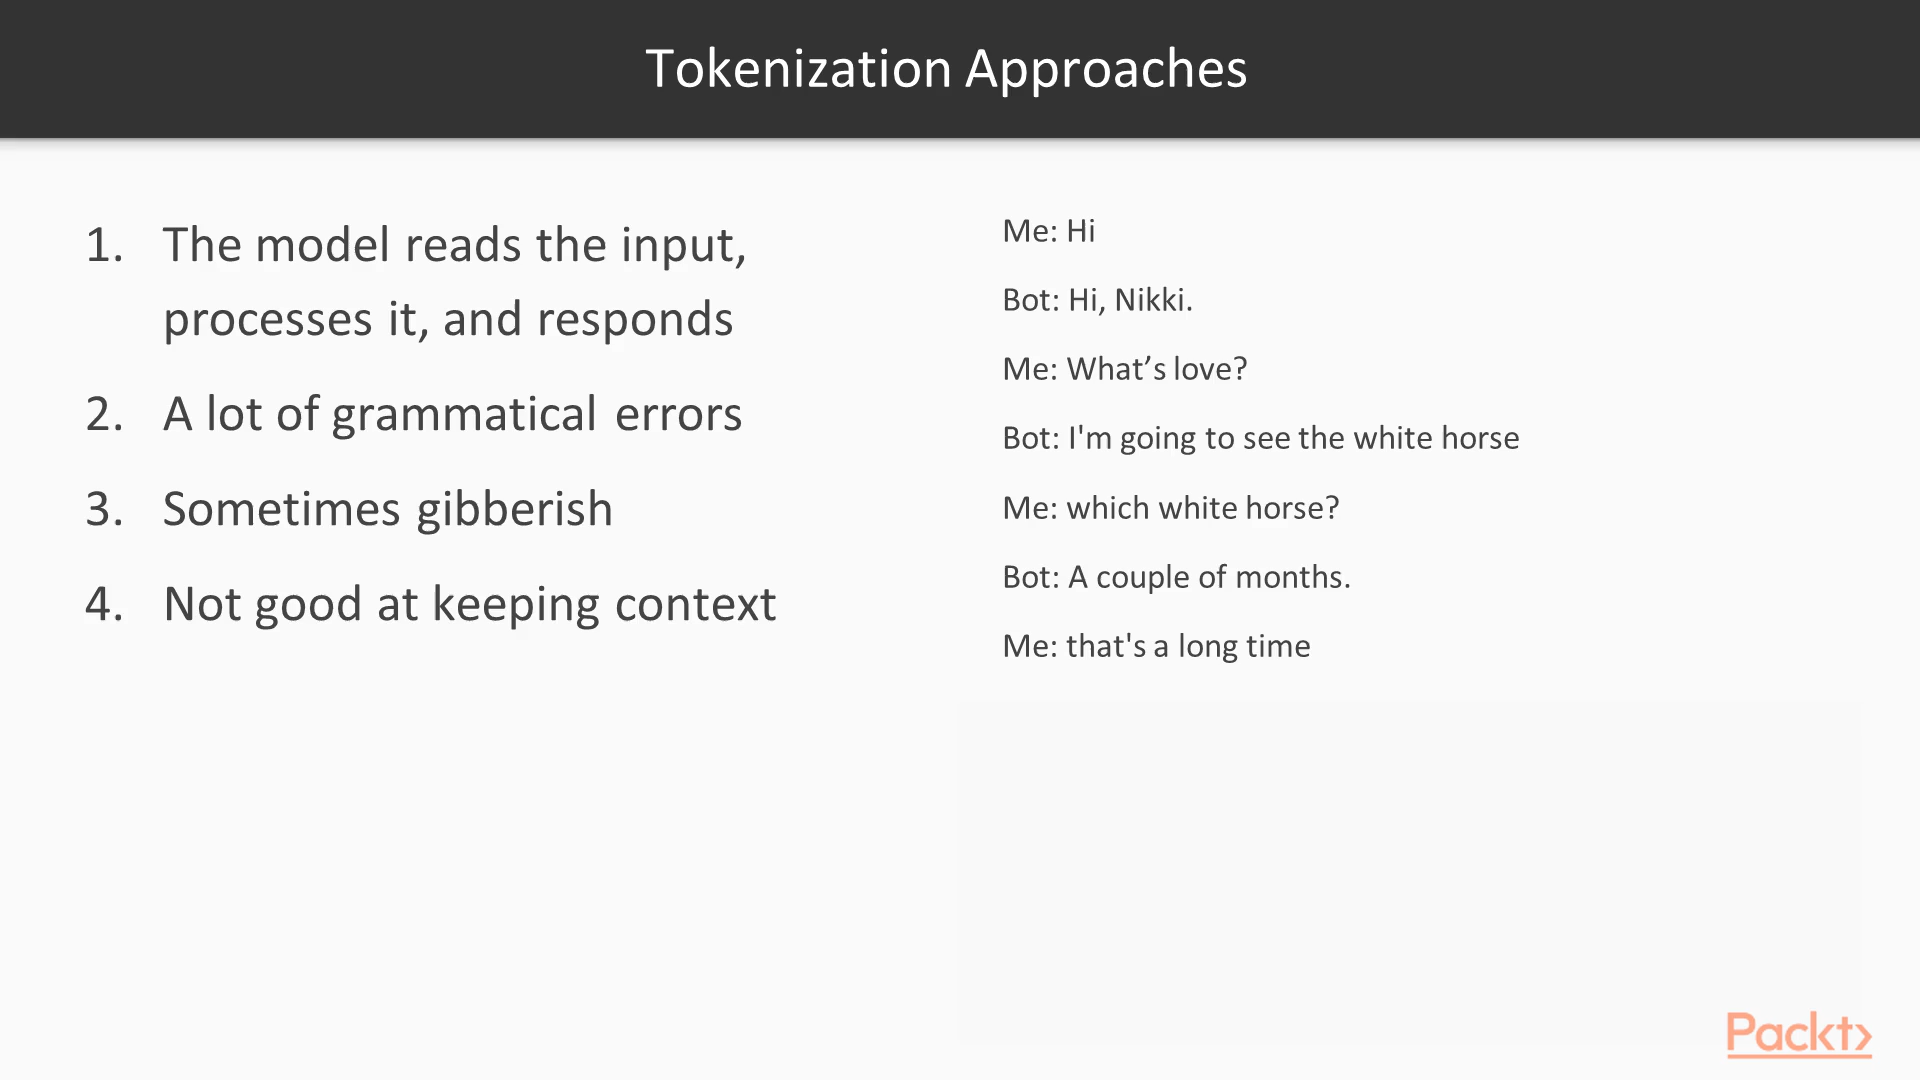 Tokenization Approaches
1. The model reads the input,
processes it, and responds
2. A lot of grammatical errors
3. Sometimes gibberish
4. Not good at keeping context
Me: Hi
Bot: Hi, Nikki.
Me: What’s love?
Bot: I'm going to see the white horse
Me: which white horse?
Bot: A couple of months.
Me: that's a long time
Packt>